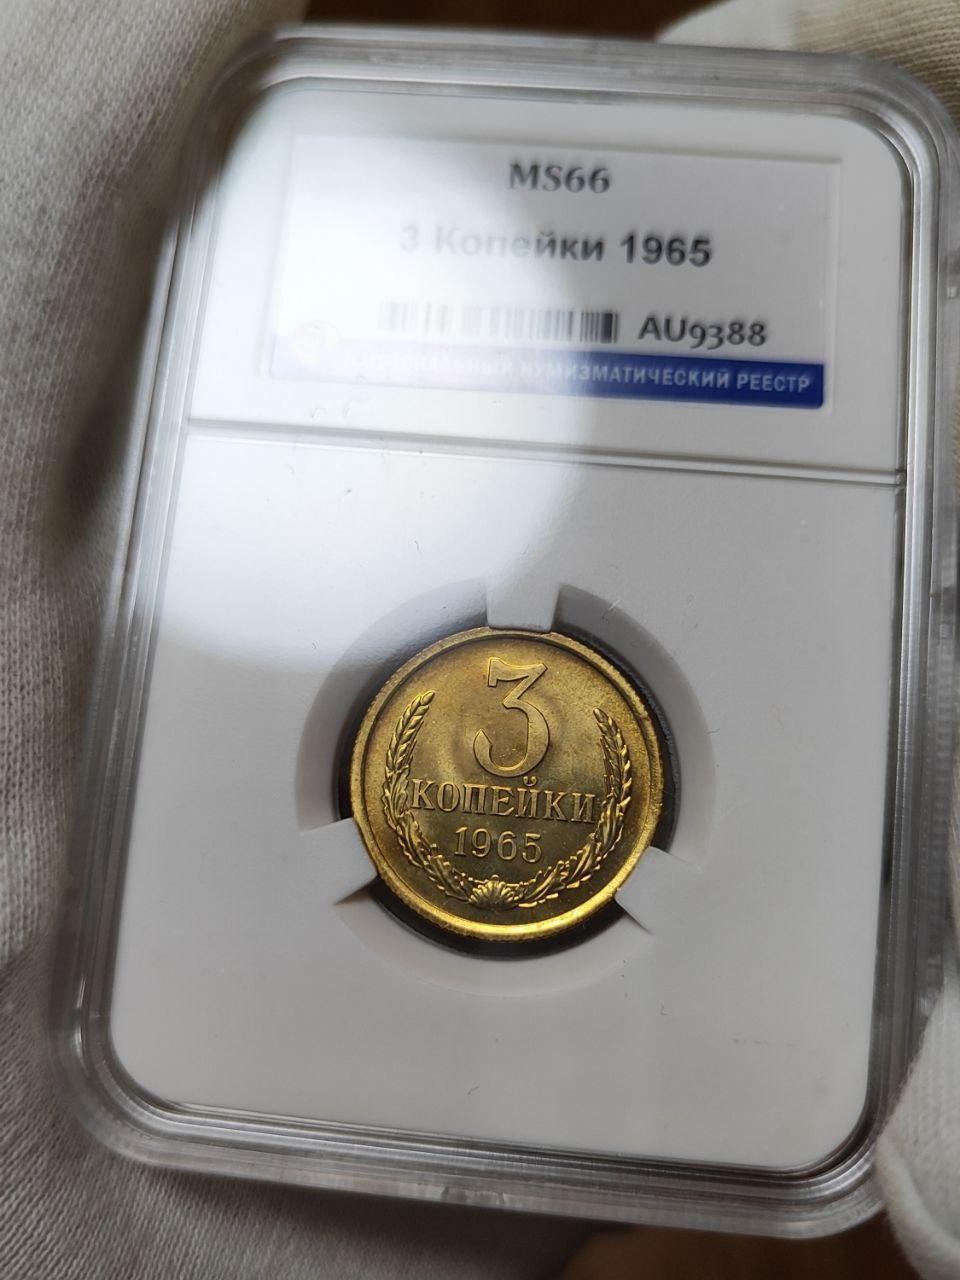 MS66
3 Копейки 1965
AU9388
НУМИЗМАТИЧЕСКИЙ РЕЕСТР
3
КОПЕЙКИ
1965